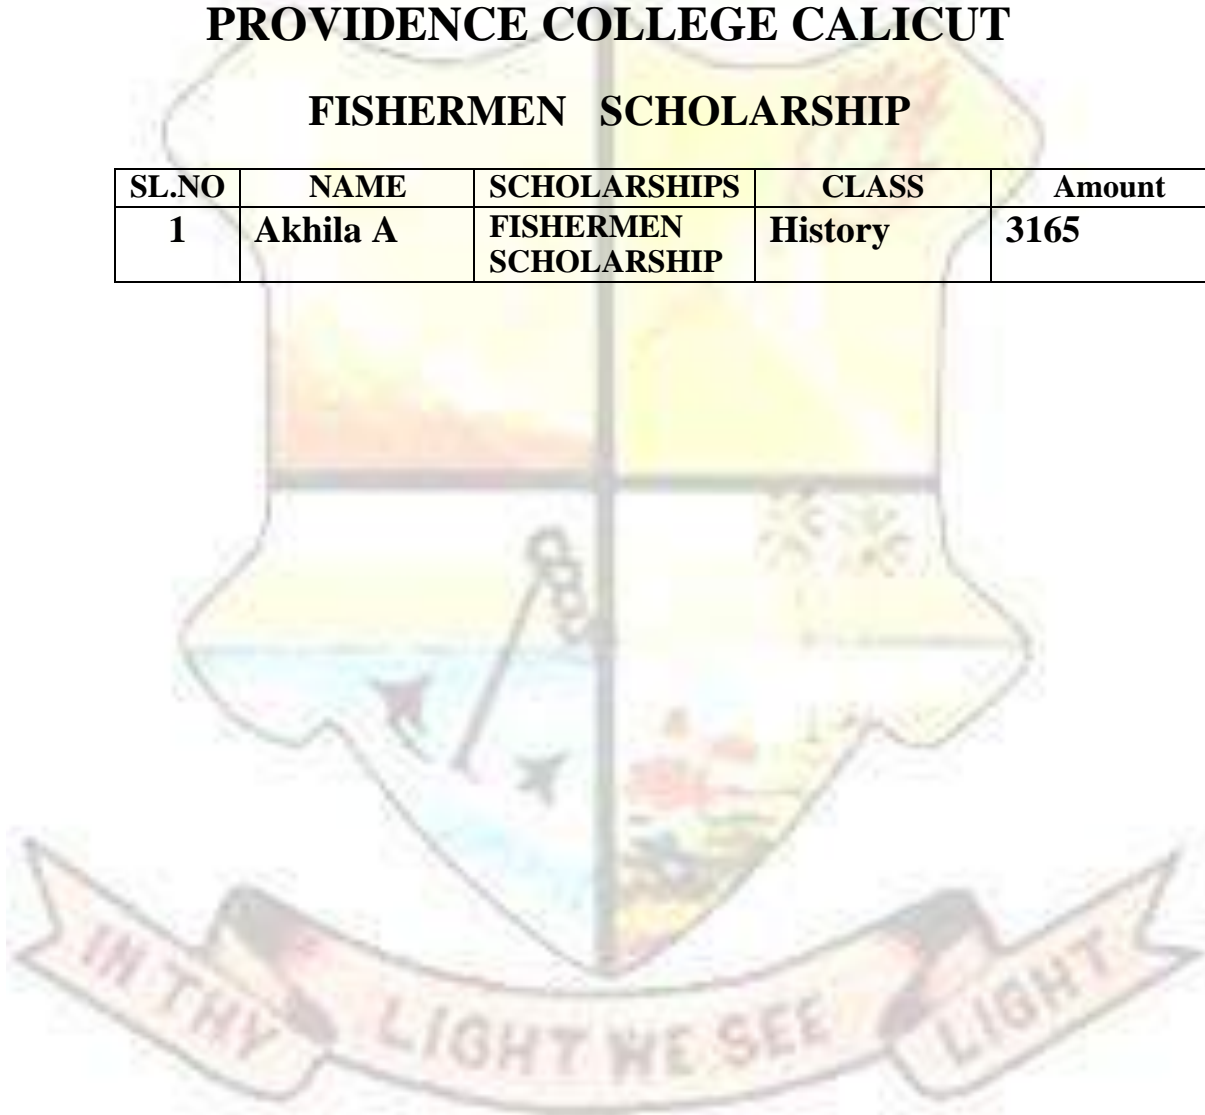 PROVIDENCE COLLEGE CALICUT
FISHERMEN SCHOLARSHIP
SL.NO NAME SCHOLARSHIPS CLASS Amount
1 Akhila A FISHERMEN SCHOLARSHIP History 3165
IN THY LIGHT WE SEE LIGHT